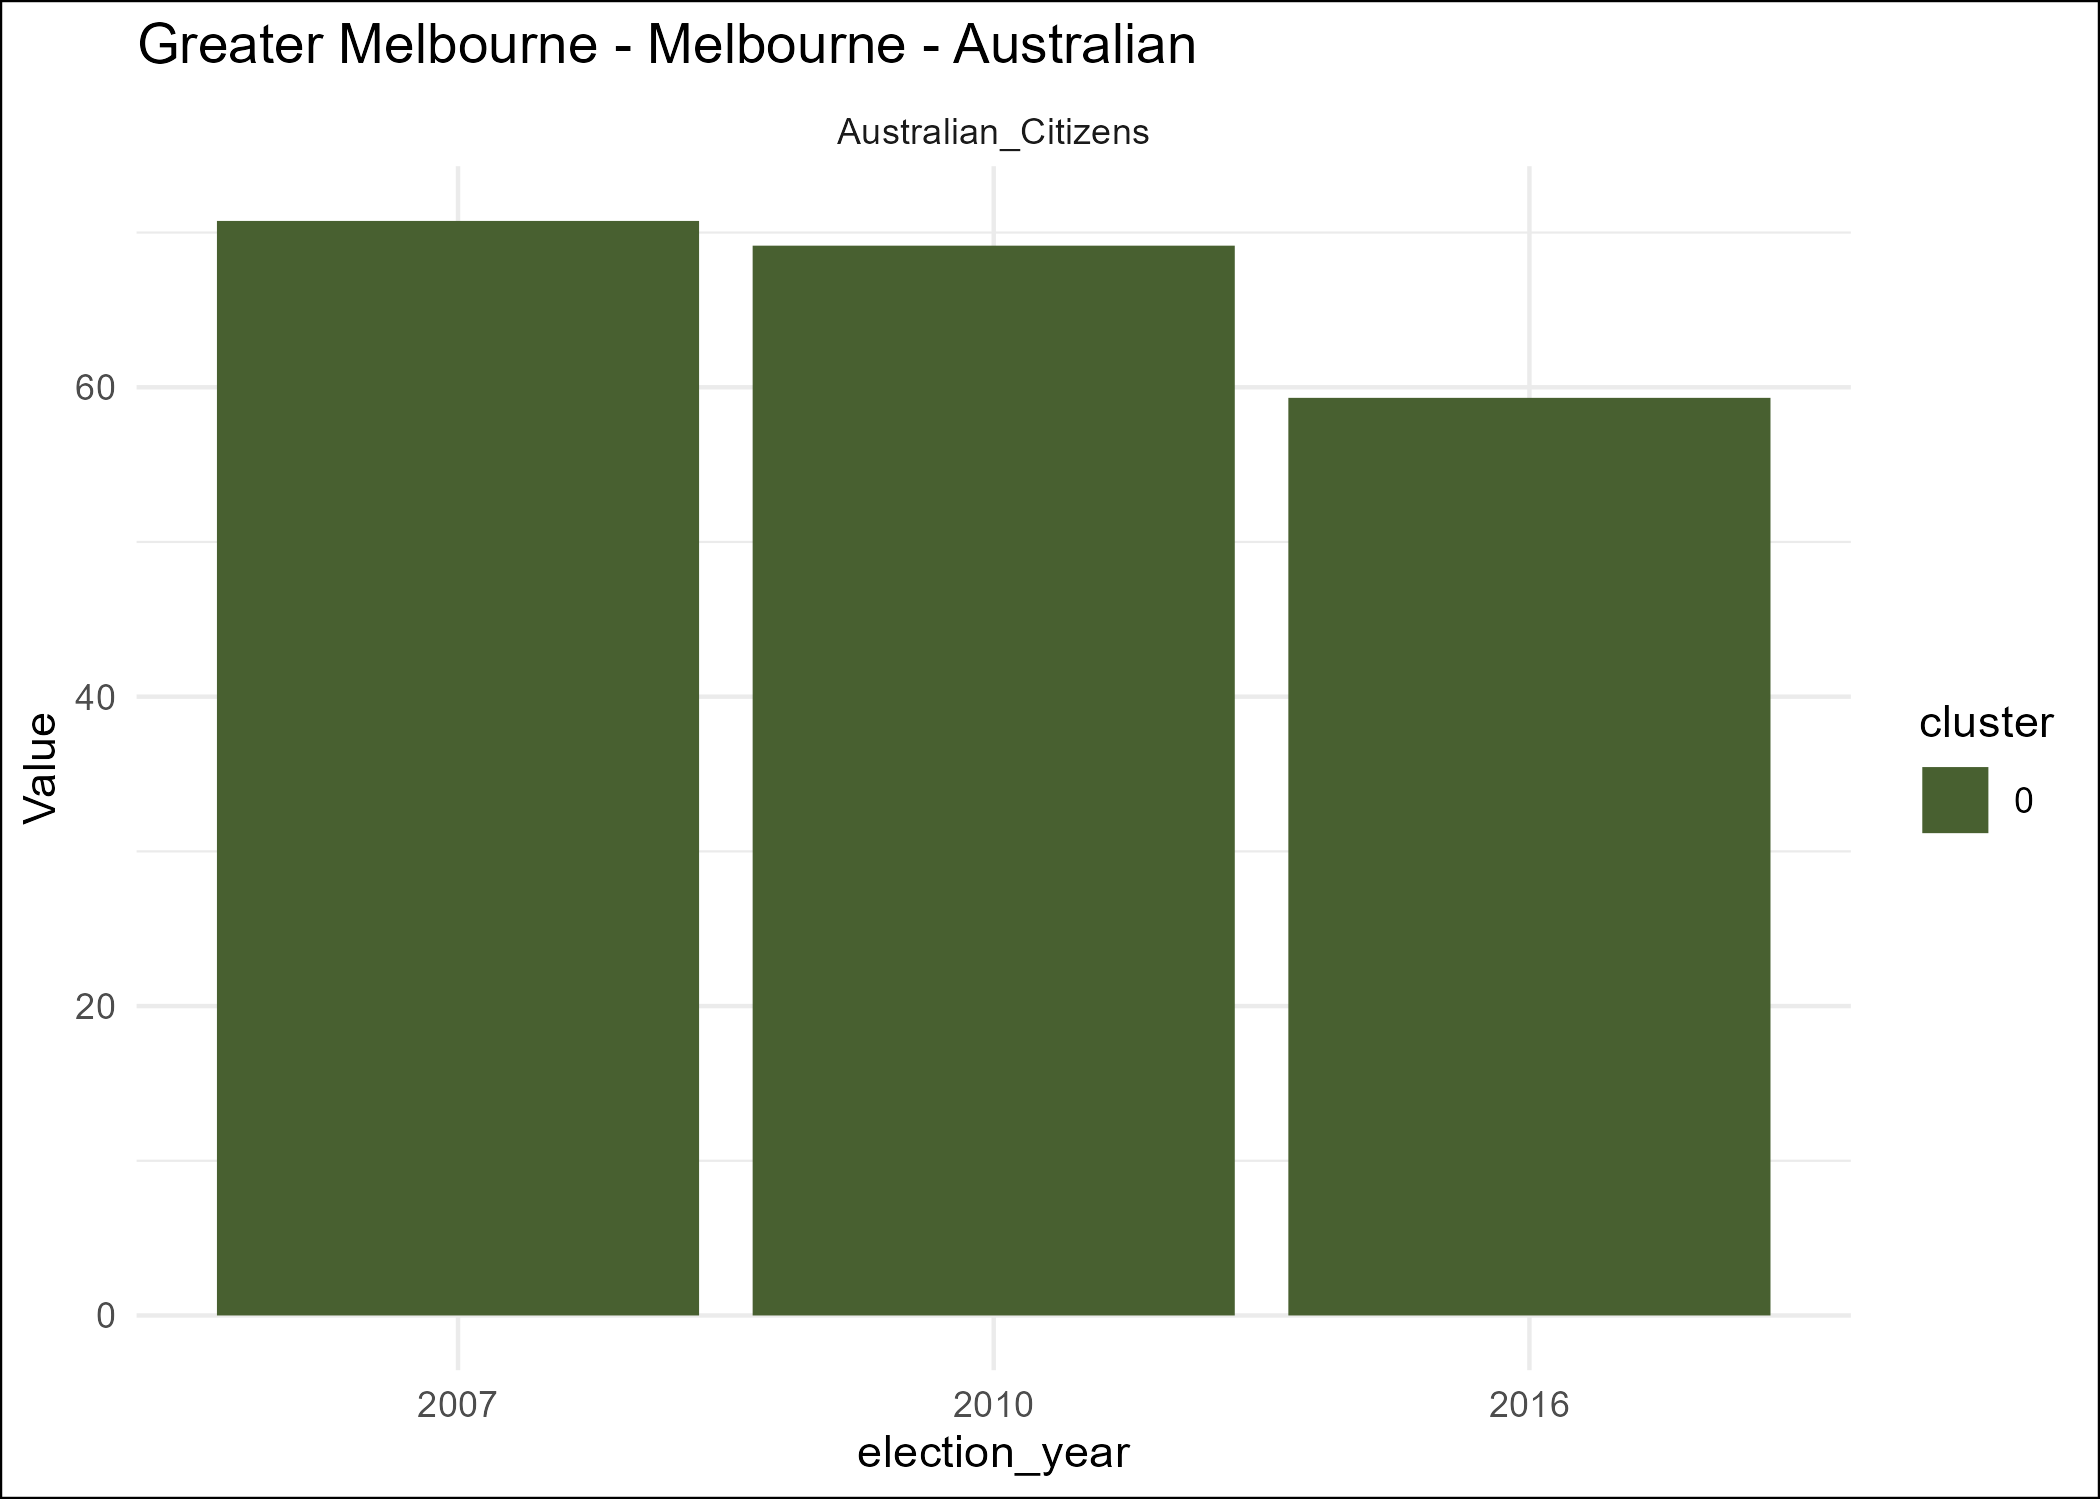 Greater Melbourne - Melbourne - Australian
Australian_Citizens
60
40
20
0
Value
2007 2010 2016
election_year
cluster
0